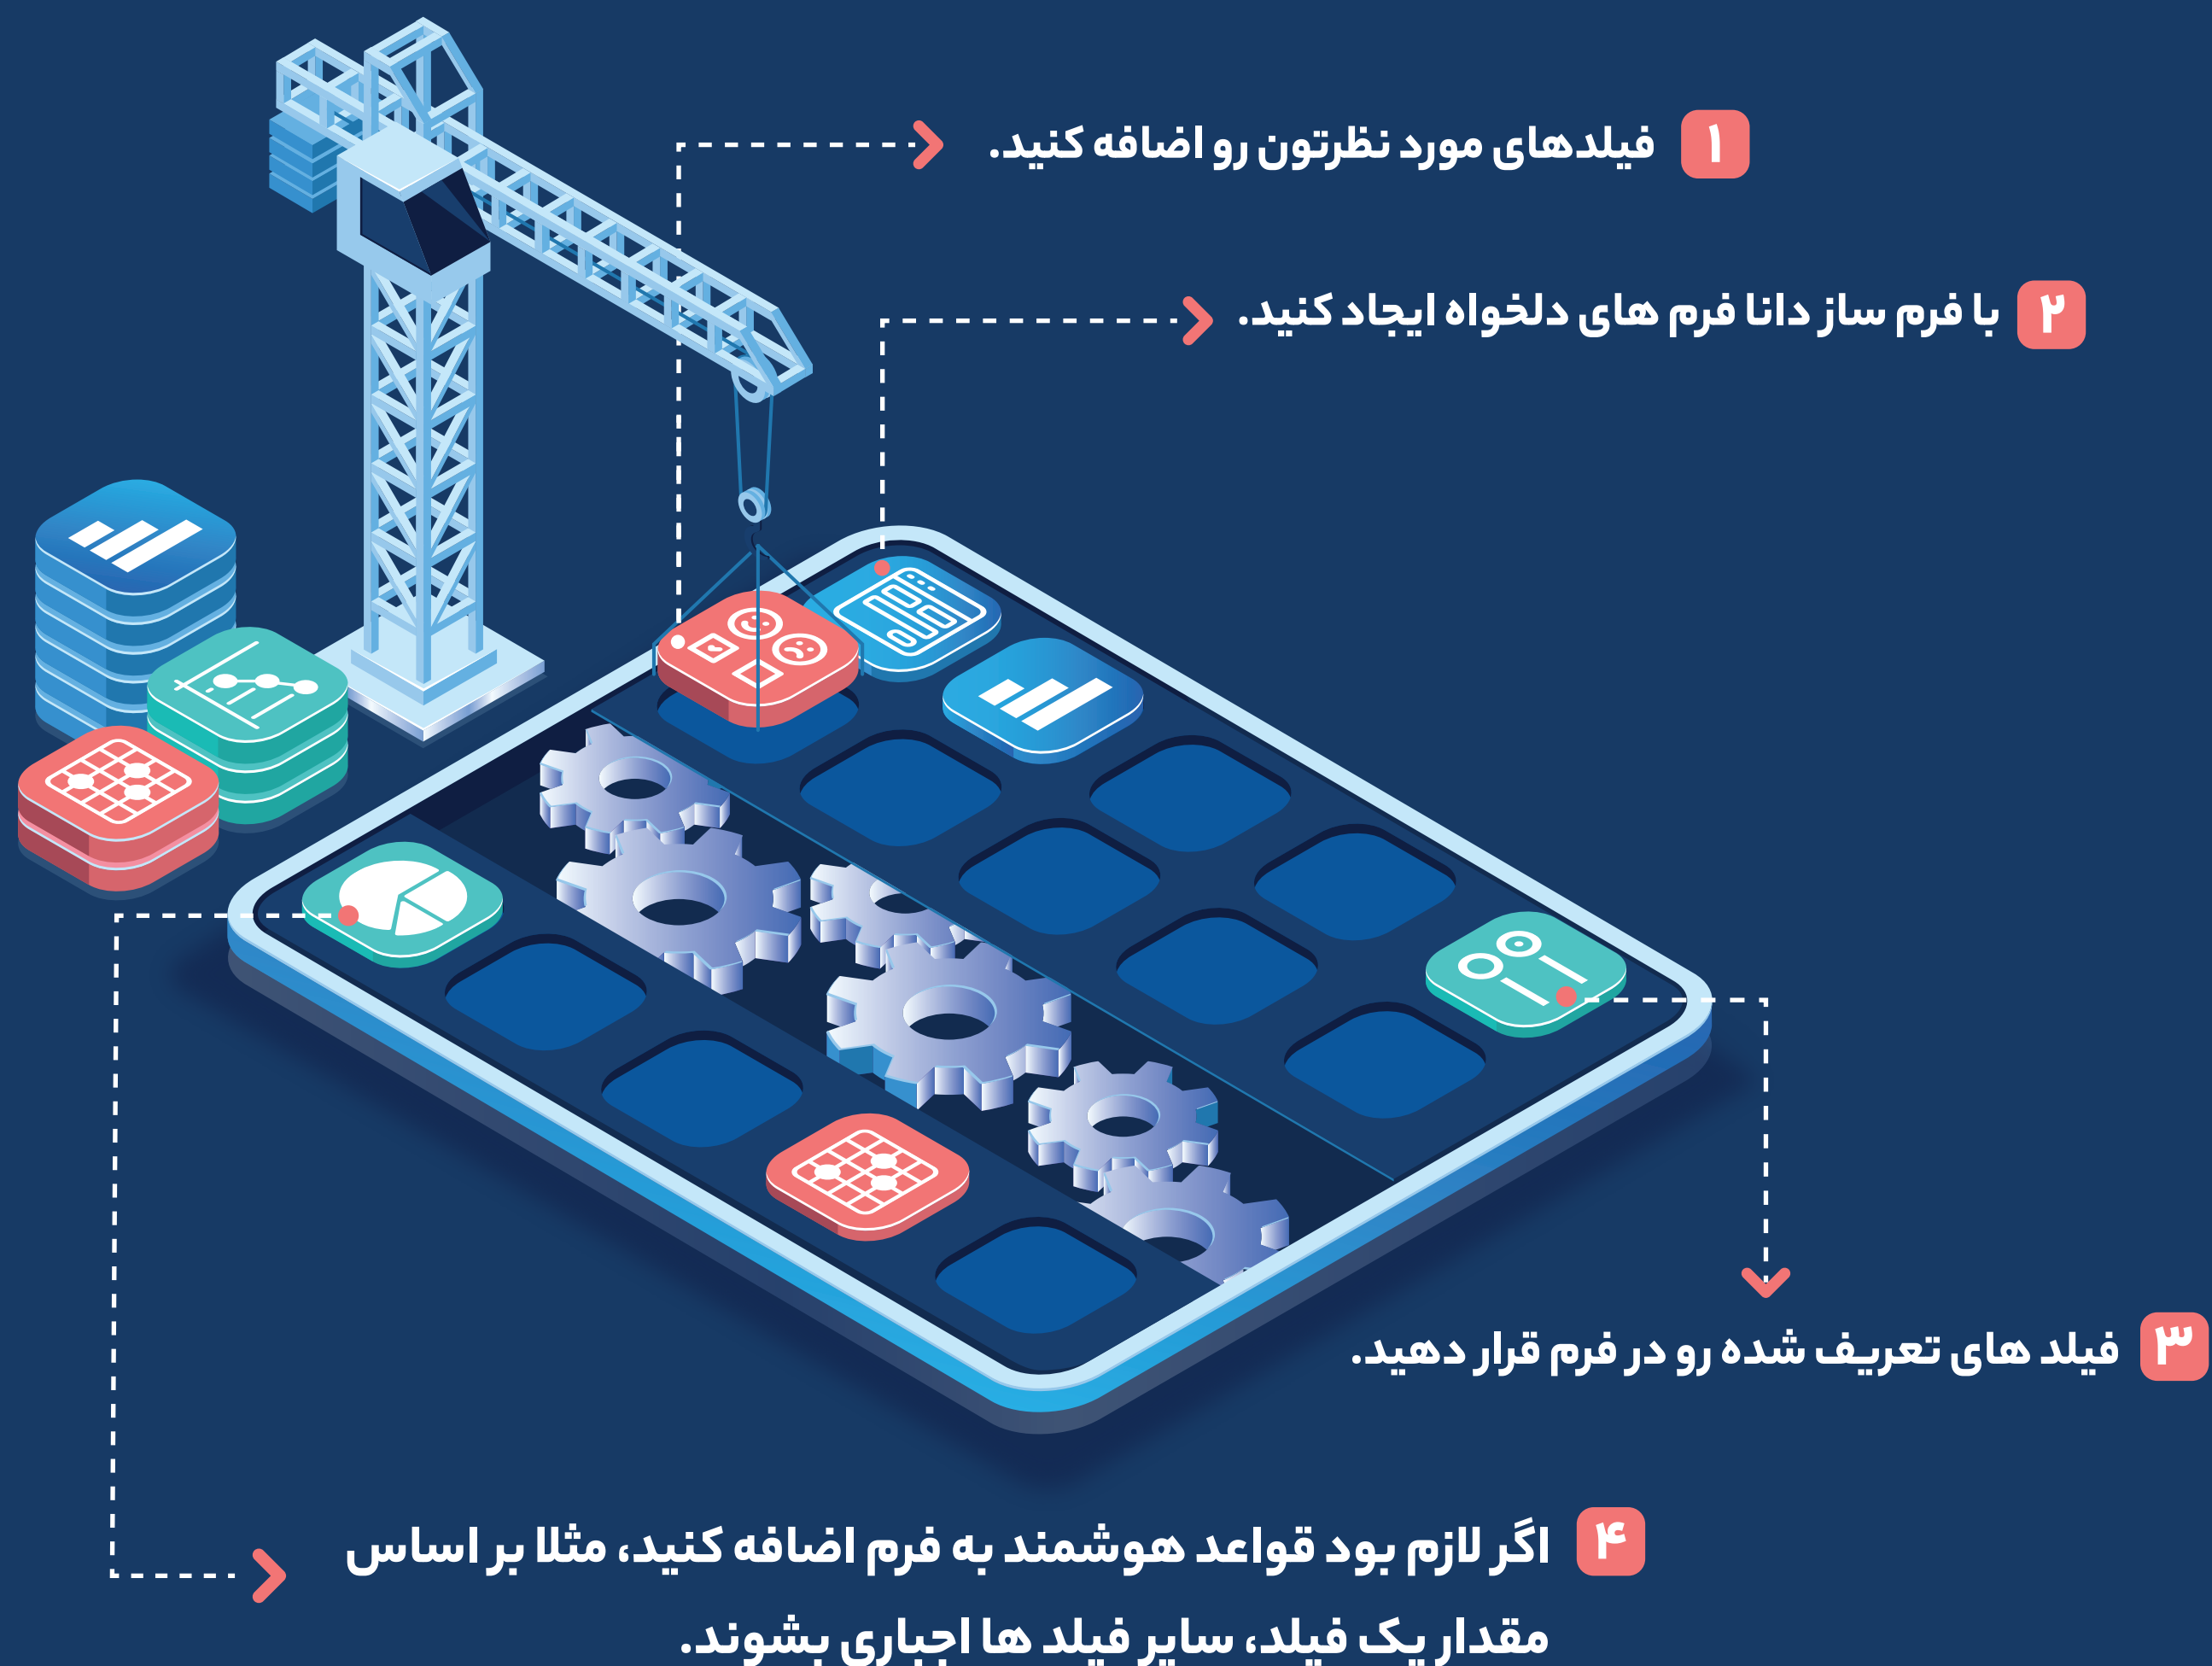 ۱ فیلدهای مورد نظرتون رو اضافه کنید.
۲ با فرم ساز داتا فرم های دلخواه ایجاد کنید.
۳ فیلد های تعریف شده رو در فرم قرار دهید.
۴ اگر لازم بود قواعد هوشمند به فرم اضافه کنید، مثلا بر اساس
مقدار یک فیلد، سایر فیلد ها اجباری بشوند.